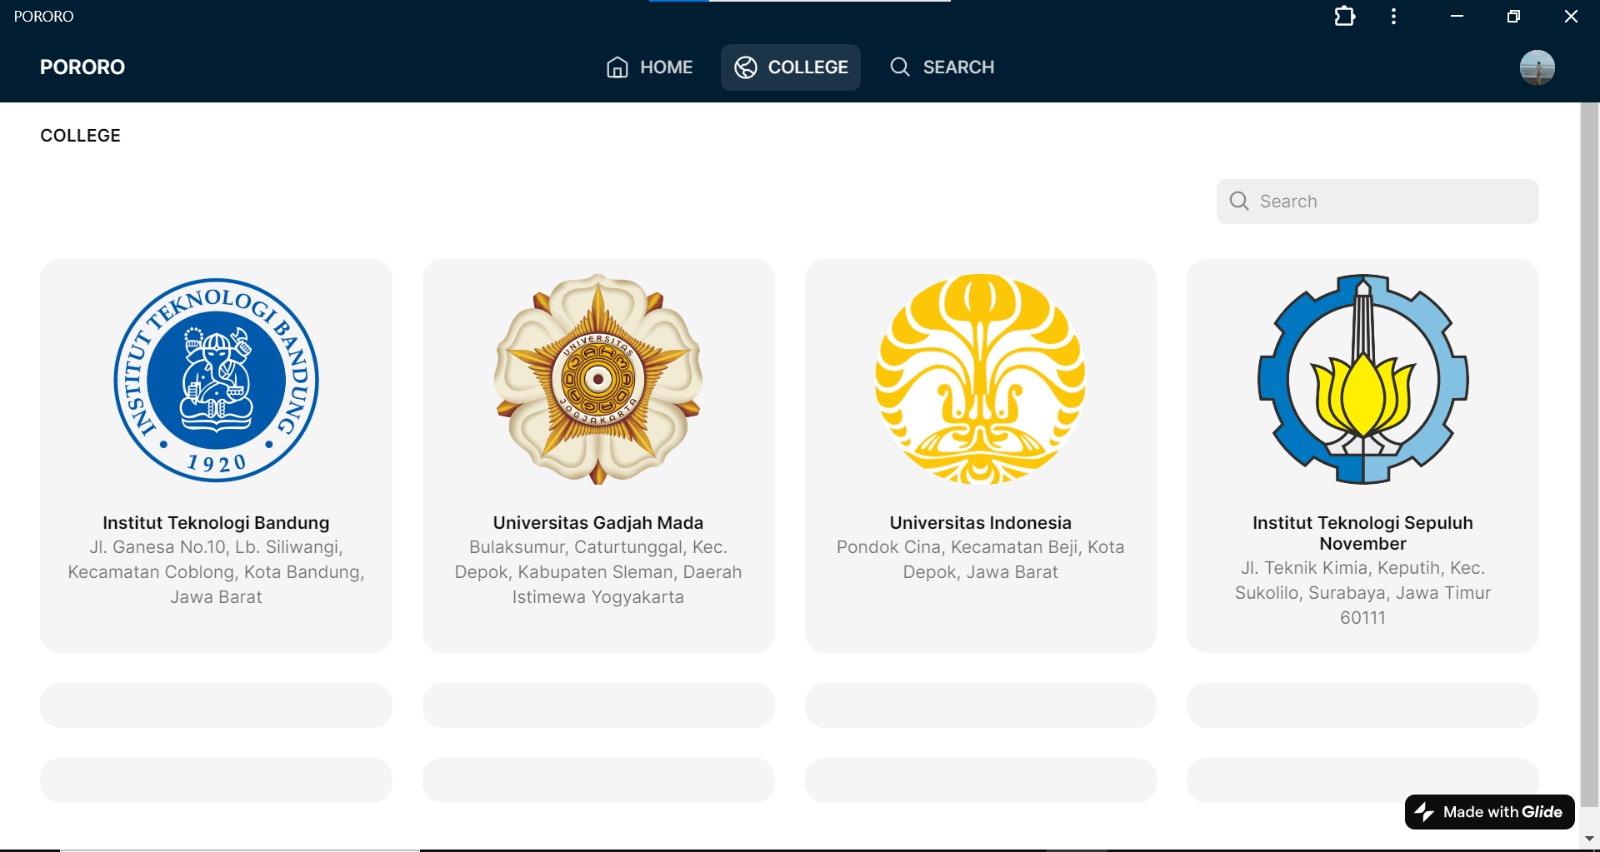 PORORO
PORORO
HOME
COLLEGE
SEARCH
COLLEGE
Search
INSTITUT TEKNOLOGI BANDUNG
1920
Institut Teknologi Bandung
Jl. Ganesa No.10, Lb. Siliwangi,
Kecamatan Coblong, Kota Bandung,
Jawa Barat
UNIVERSITAS
GADJAH MADA
JOGJAKARTA
Universitas Gadjah Mada
Bulaksumur, Caturtunggal, Kec.
Depok, Kabupaten Sleman, Daerah
Istimewa Yogyakarta
Universitas Indonesia
Pondok Cina, Kecamatan Beji, Kota
Depok, Jawa Barat
Institut Teknologi Sepuluh
November
Jl. Teknik Kimia, Keputih, Kec.
Sukolilo, Surabaya, Jawa Timur
60111
Made with Glide